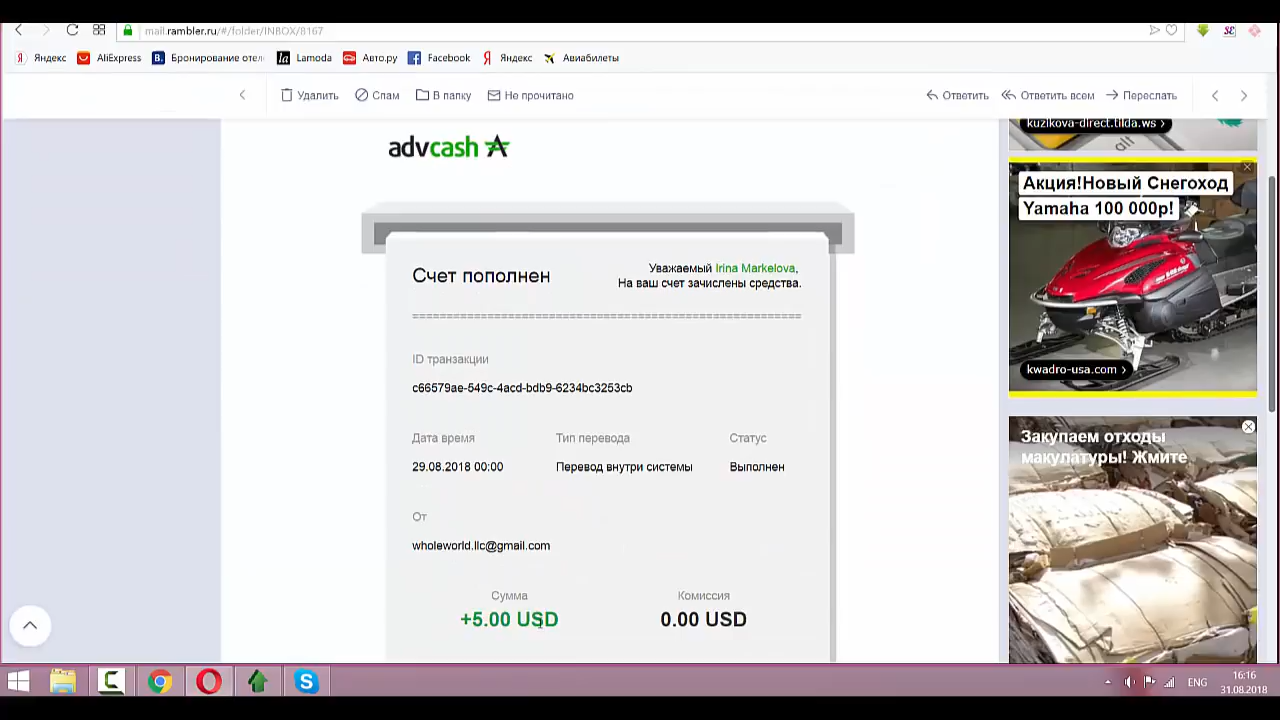 mail.rambler.ru/#/folder/INBOX/8167
Яндекс AliExpress Бронирование отел Lamoda Авто.ру Facebook Яндекс Авиабилеты
Удалить Спам В папку Не прочитано Ответить Ответить всем Переслать
kuzikova-direct.tilda.ws >
alt
advcash
Акция!Новый Снегоход
Yamaha 100 000р!
kwadro-usa.com >
Счет пополнен
Уважаемый Irina Markelova,
На ваш счет зачислены средства.
=========================================================
ID транзакции
c66579ae-549c-4acd-bdb9-6234bc3253cb
Дата время Тип перевода Статус
29.08.2018 00:00 Перевод внутри системы Выполнен
От
wholeworld.llc@gmail.com
Сумма Комиссия
+5.00 USD 0.00 USD
Закупаем отходы
макулатуры! Жмите
ENG
16:16
31.08.2018